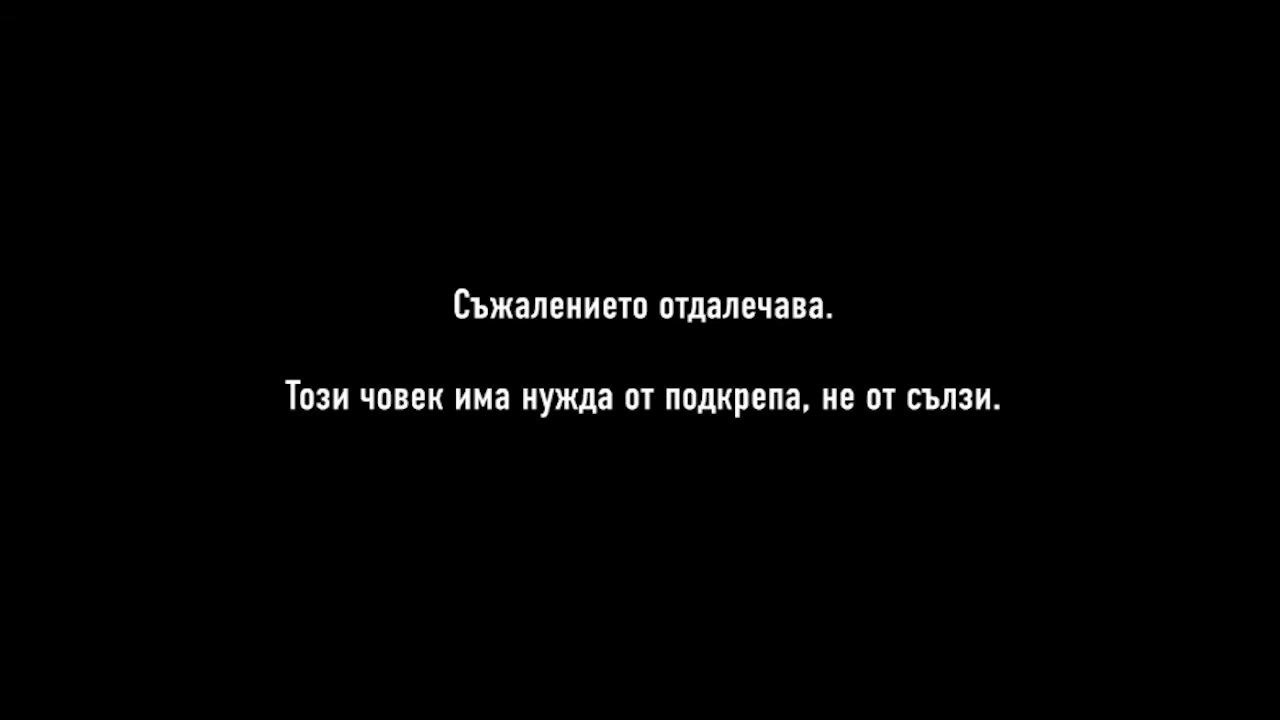 Съжалението отдалечава.
Този човек има нужда от подкрепа, не от сълзи.